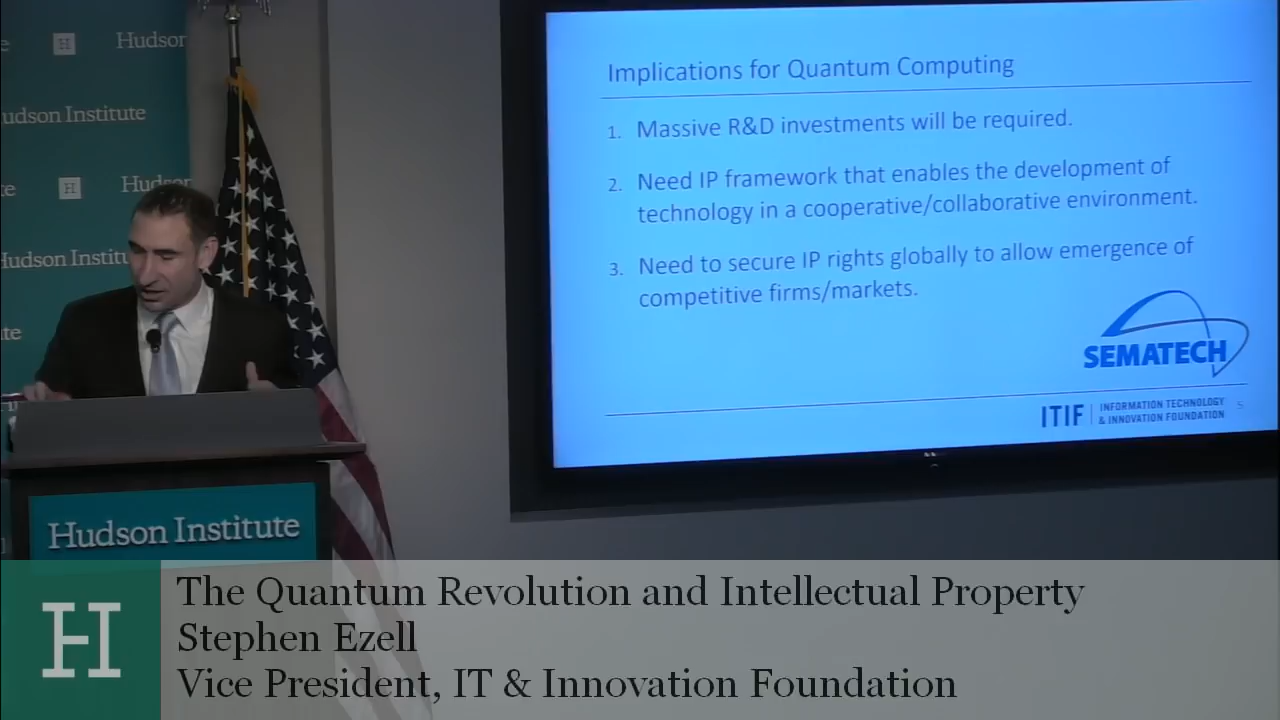 Hudson
udson Institute
Hudson
Hudson Institu
te
Implications for Quantum Computing
1. Massive R&D investments will be required.
2. Need IP framework that enables the development of
technology in a cooperative/collaborative environment.
3. Need to secure IP rights globally to allow emergence of
competitive firms/markets.
SEMATECH
ITIF | INFORMATION TECHNOLOGY
& INNOVATION FOUNDATION
Hudson Institute
H
The Quantum Revolution and Intellectual Property
Stephen Ezell
Vice President, IT & Innovation Foundation